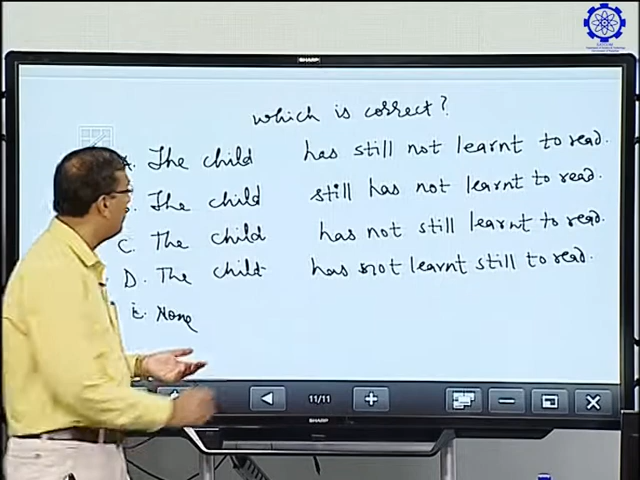 SHARP
which is correct?
A. The child has still not learnt to read.
The child still has not learnt to read.
C. The child has not still learnt to read.
D. The child has not learnt still to read.
E. None
11/11
SHARP